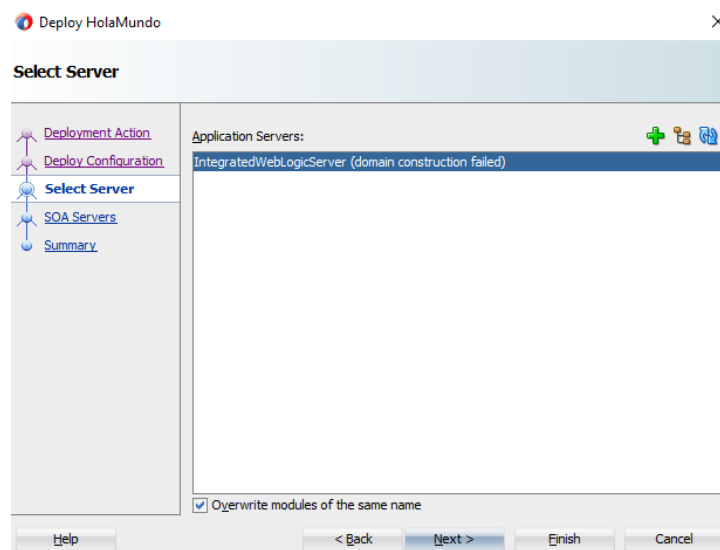 Deploy HolaMundo
Select Server
Deployment Action
Deploy Configuration
Select Server
SOA Servers
Summary
Application Servers:
IntegratedWebLogicServer (domain construction failed)
Overwrite modules of the same name
Help
< Back
Next >
Finish
Cancel